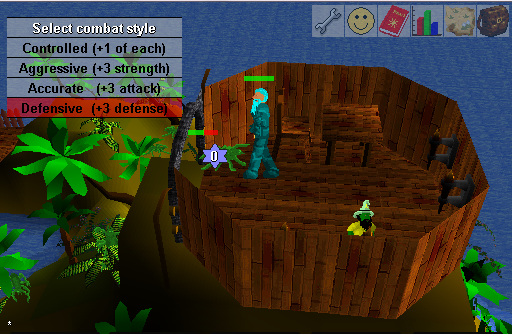 Select combat style
Controlled (+1 of each)
Aggressive (+3 strength)
Accurate (+3 attack)
Defensive (+3 defense)
0
*